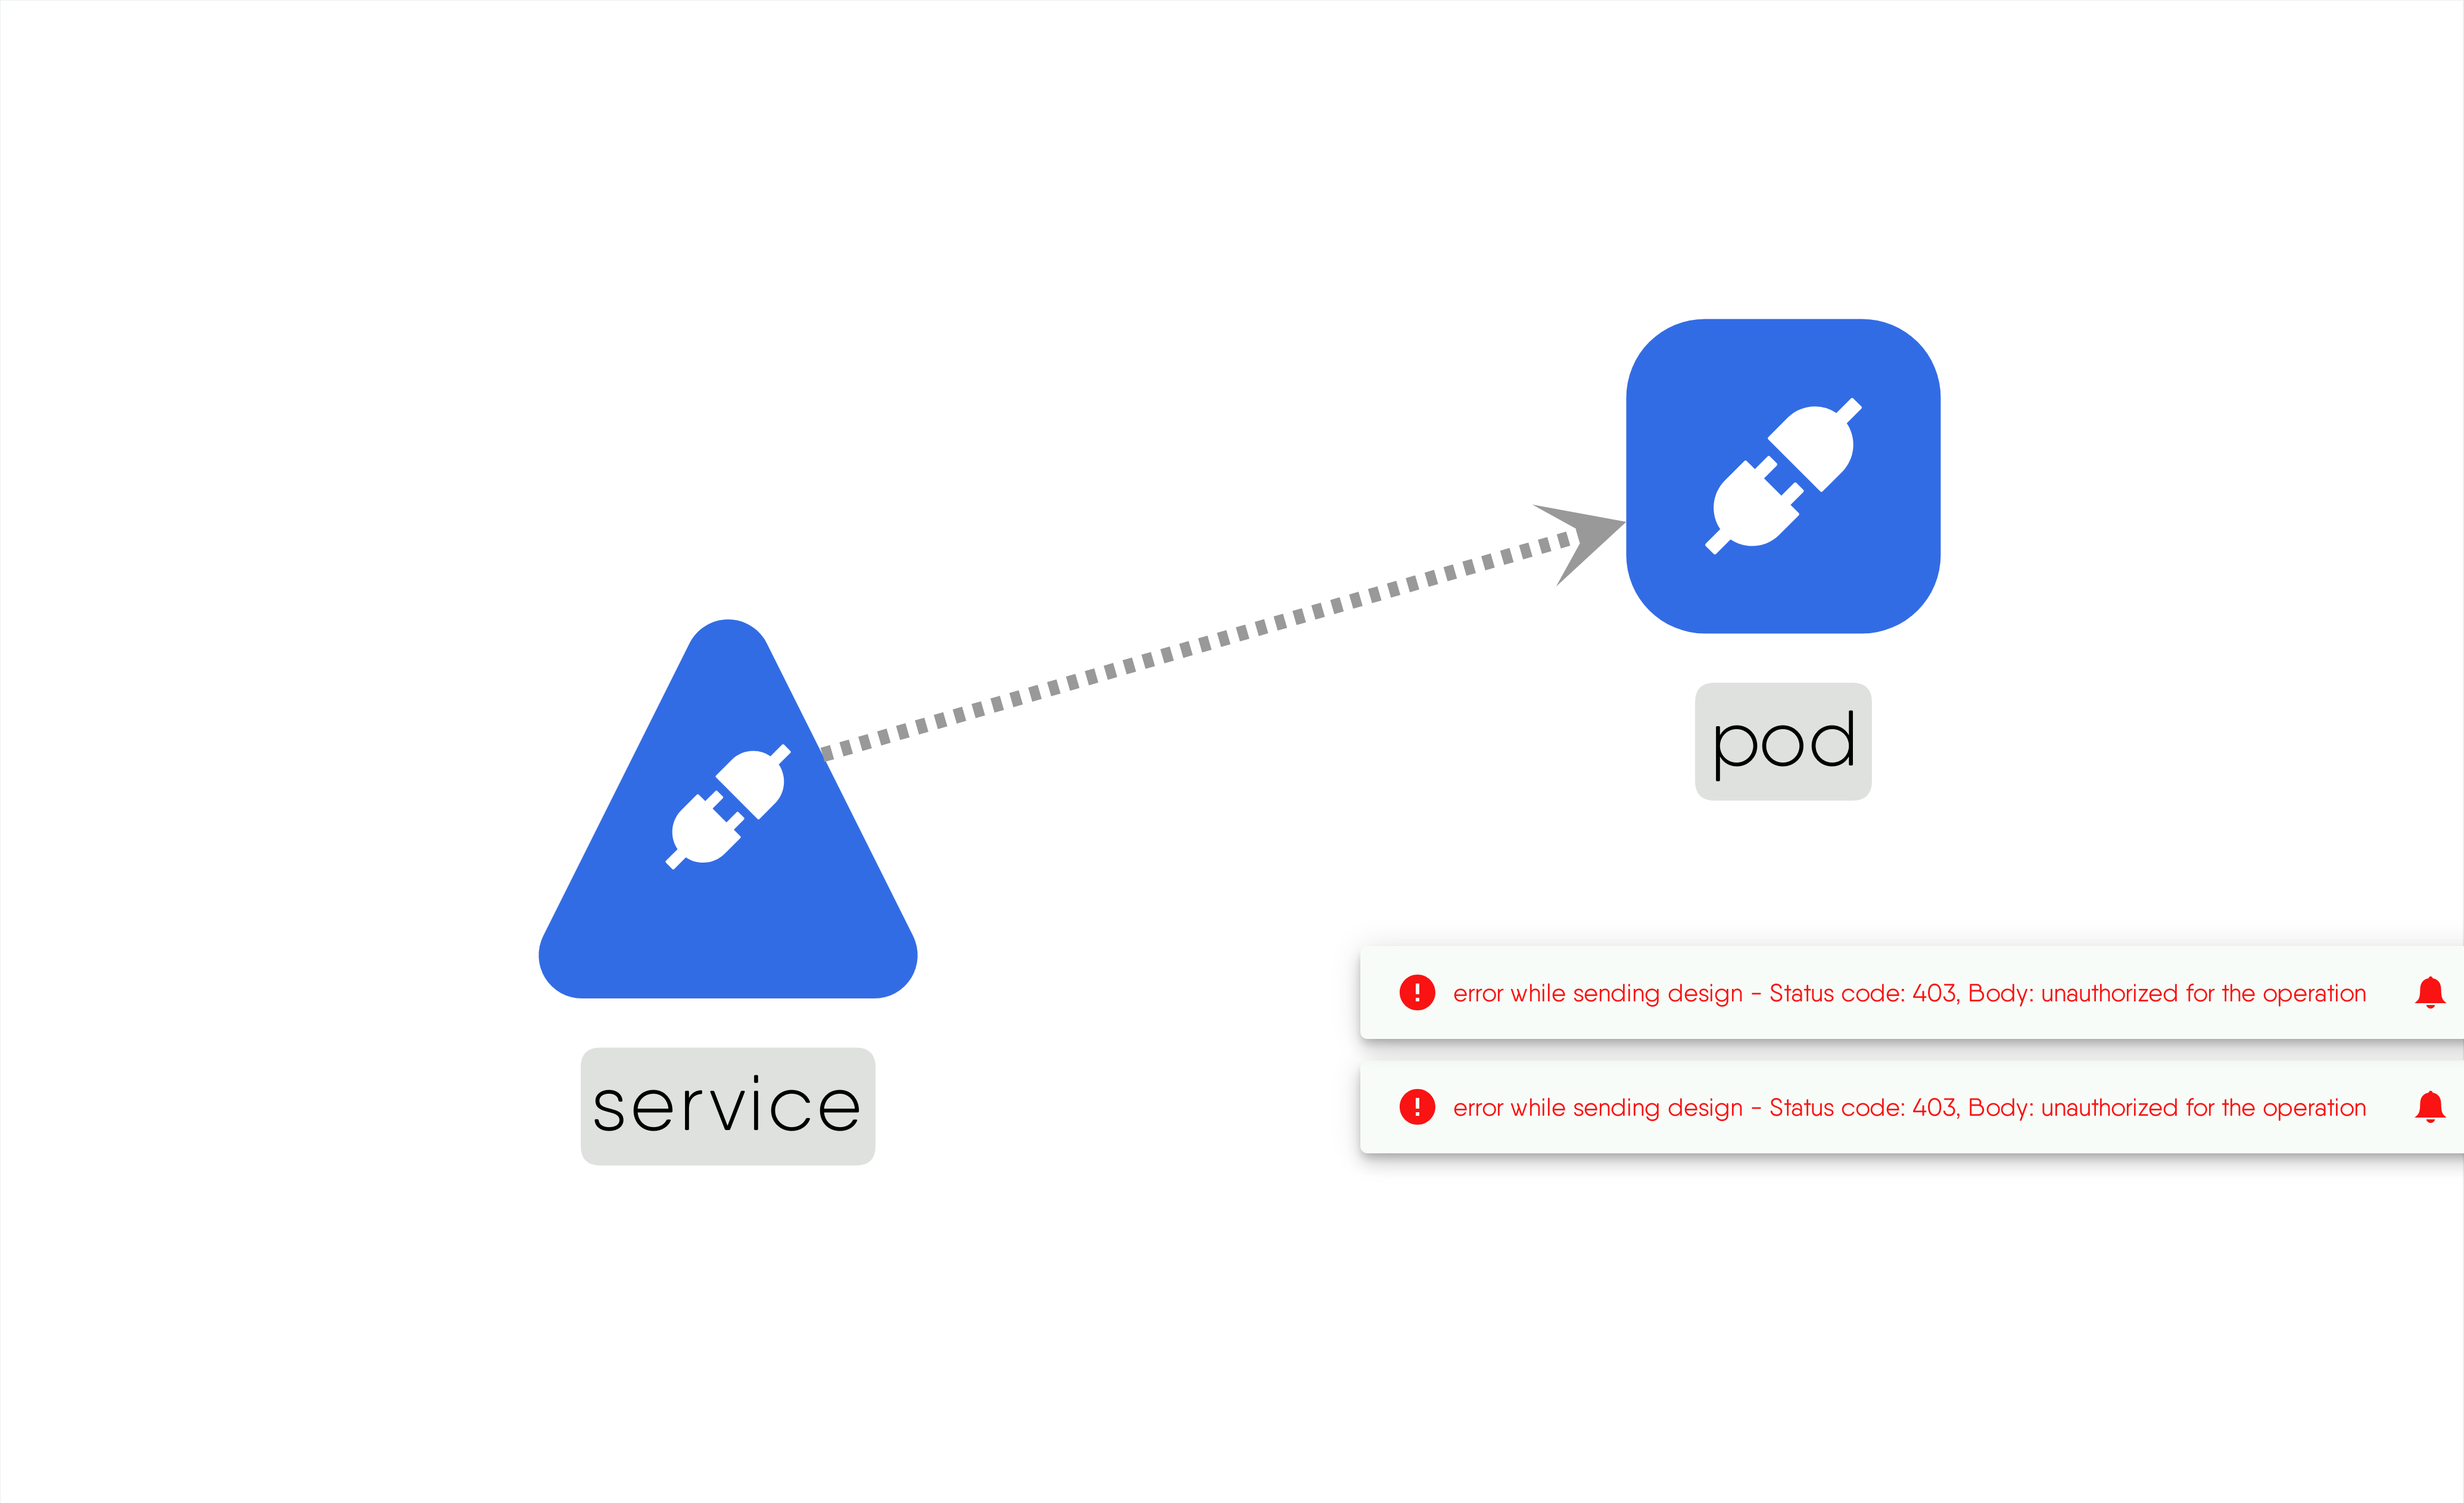 pod
error while sending design - Status code: 403, Body: unauthorized for the operation
service
error while sending design - Status code: 403, Body: unauthorized for the operation